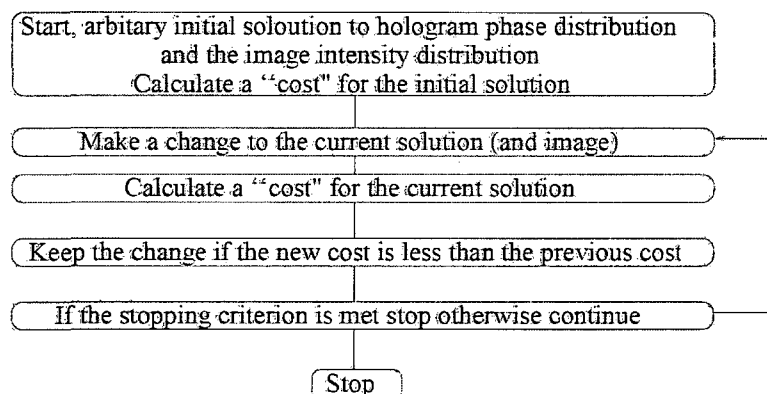 Start, arbitary initial soloution to hologram phase distribution
and the image intensity distribution
Calculate a “cost" for the initial solution
Make a change to the current solution (and image)
Calculate a “cost" for the current solution
Keep the change if the new cost is less than the previous cost
If the stopping criterion is met stop otherwise continue
Stop